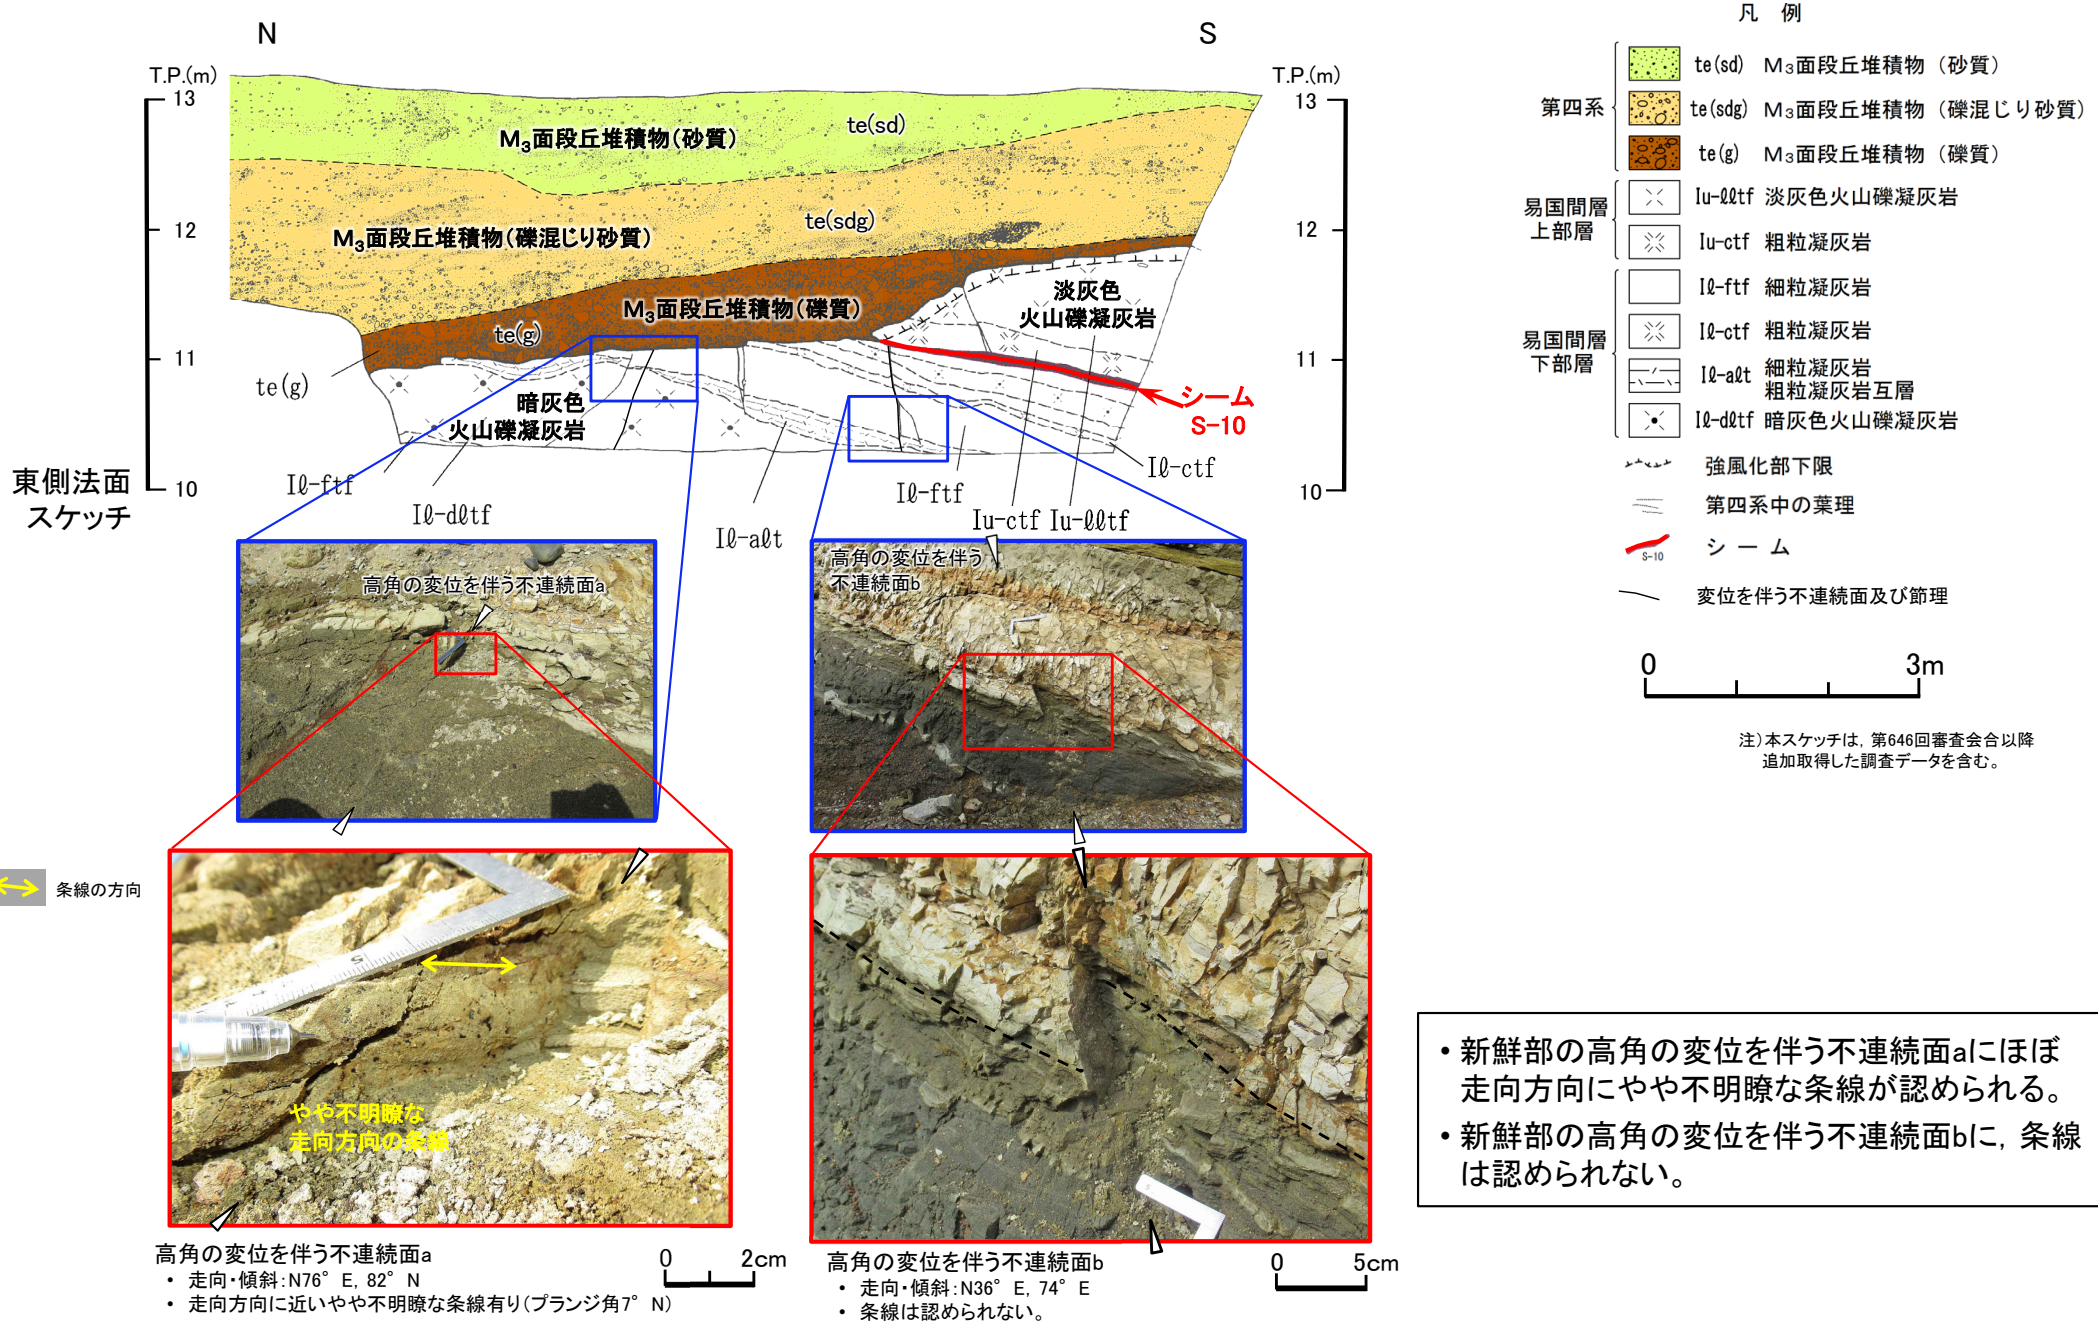 N
S
T.P.(m)
13
12
11
10
T.P.(m)
13
12
11
10
東側法面
スケッチ
M₃面段丘堆積物(砂質)
te(sd)
M₃面段丘堆積物(礫混じり砂質)
te(sdg)
M₃面段丘堆積物(礫質)
te(g)
te(g)
淡灰色
火山礫凝灰岩
暗灰色
火山礫凝灰岩
シーム
S-10
Iℓ-ftf
Iℓ-dℓtf
Iℓ-aℓt
Iℓ-ftf
Iu-ctf
Iu-ℓℓtf
Iℓ-ctf
凡 例
第四系
te(sd) M₃面段丘堆積物(砂質)
te(sdg) M₃面段丘堆積物(礫混じり砂質)
te(g) M₃面段丘堆積物(礫質)
易国間層
上部層
Iu-ℓℓtf 淡灰色火山礫凝灰岩
Iu-ctf 粗粒凝灰岩
易国間層
下部層
Iℓ-ftf 細粒凝灰岩
Iℓ-ctf 粗粒凝灰岩
Iℓ-aℓt 細粒凝灰岩
粗粒凝灰岩互層
Iℓ-dℓtf 暗灰色火山礫凝灰岩
強風化部下限
第四系中の葉理
S-10 シーム
変位を伴う不連続面及び節理
0 3m
注)本スケッチは,第646回審査会合以降
追加取得した調査データを含む。
高角の変位を伴う不連続面a
高角の変位を伴う
不連続面b
条線の方向
5
やや不明瞭な
走向方向の条線
高角の変位を伴う不連続面a
• 走向・傾斜:N76° E, 82° N
• 走向方向に近いやや不明瞭な条線有り(プランジ角7° N)
0 2cm
高角の変位を伴う不連続面b
• 走向・傾斜:N36° E, 74° E
• 条線は認められない。
0 5cm
• 新鮮部の高角の変位を伴う不連続面aにほぼ
走向方向にやや不明瞭な条線が認められる。
• 新鮮部の高角の変位を伴う不連続面bに,条線
は認められない。